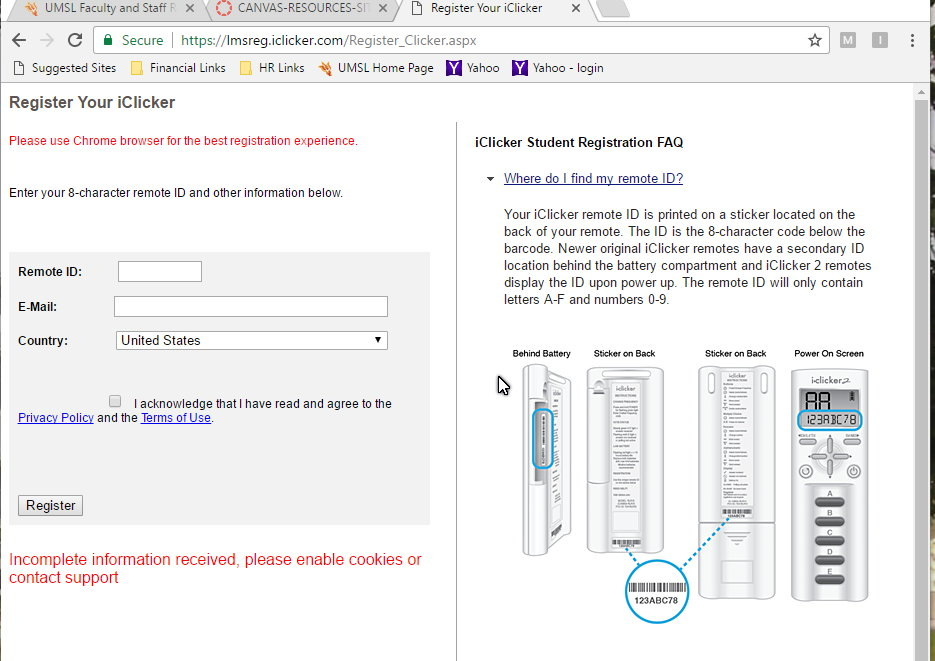 UMSL Faculty and Staff R
CANVAS-RESOURCES-SIT
Register Your iClicker
Secure
https://lmsreg.iclicker.com/Register_Clicker.aspx
M
I
Suggested Sites
Financial Links
HR Links
UMSL Home Page
Yahoo
Yahoo - login
Register Your iClicker
Please use Chrome browser for the best registration experience.
Enter your 8-character remote ID and other information below.
Remote ID:
E-Mail:
Country:
United States
I acknowledge that I have read and agree to the
Privacy Policy and the Terms of Use.
Register
Incomplete information received, please enable cookies or
contact support
iClicker Student Registration FAQ
Where do I find my remote ID?
Your iClicker remote ID is printed on a sticker located on the
back of your remote. The ID is the 8-character code below the
barcode. Newer original iClicker remotes have a secondary ID
location behind the battery compartment and iClicker 2 remotes
display the ID upon power up. The remote ID will only contain
letters A-F and numbers 0-9.
Behind Battery
Sticker on Back
Sticker on Back
Power On Screen
i-clicker
i-clicker
i-clicker.2
AA
123ABC78
A
B
C
D
E
123ABC78